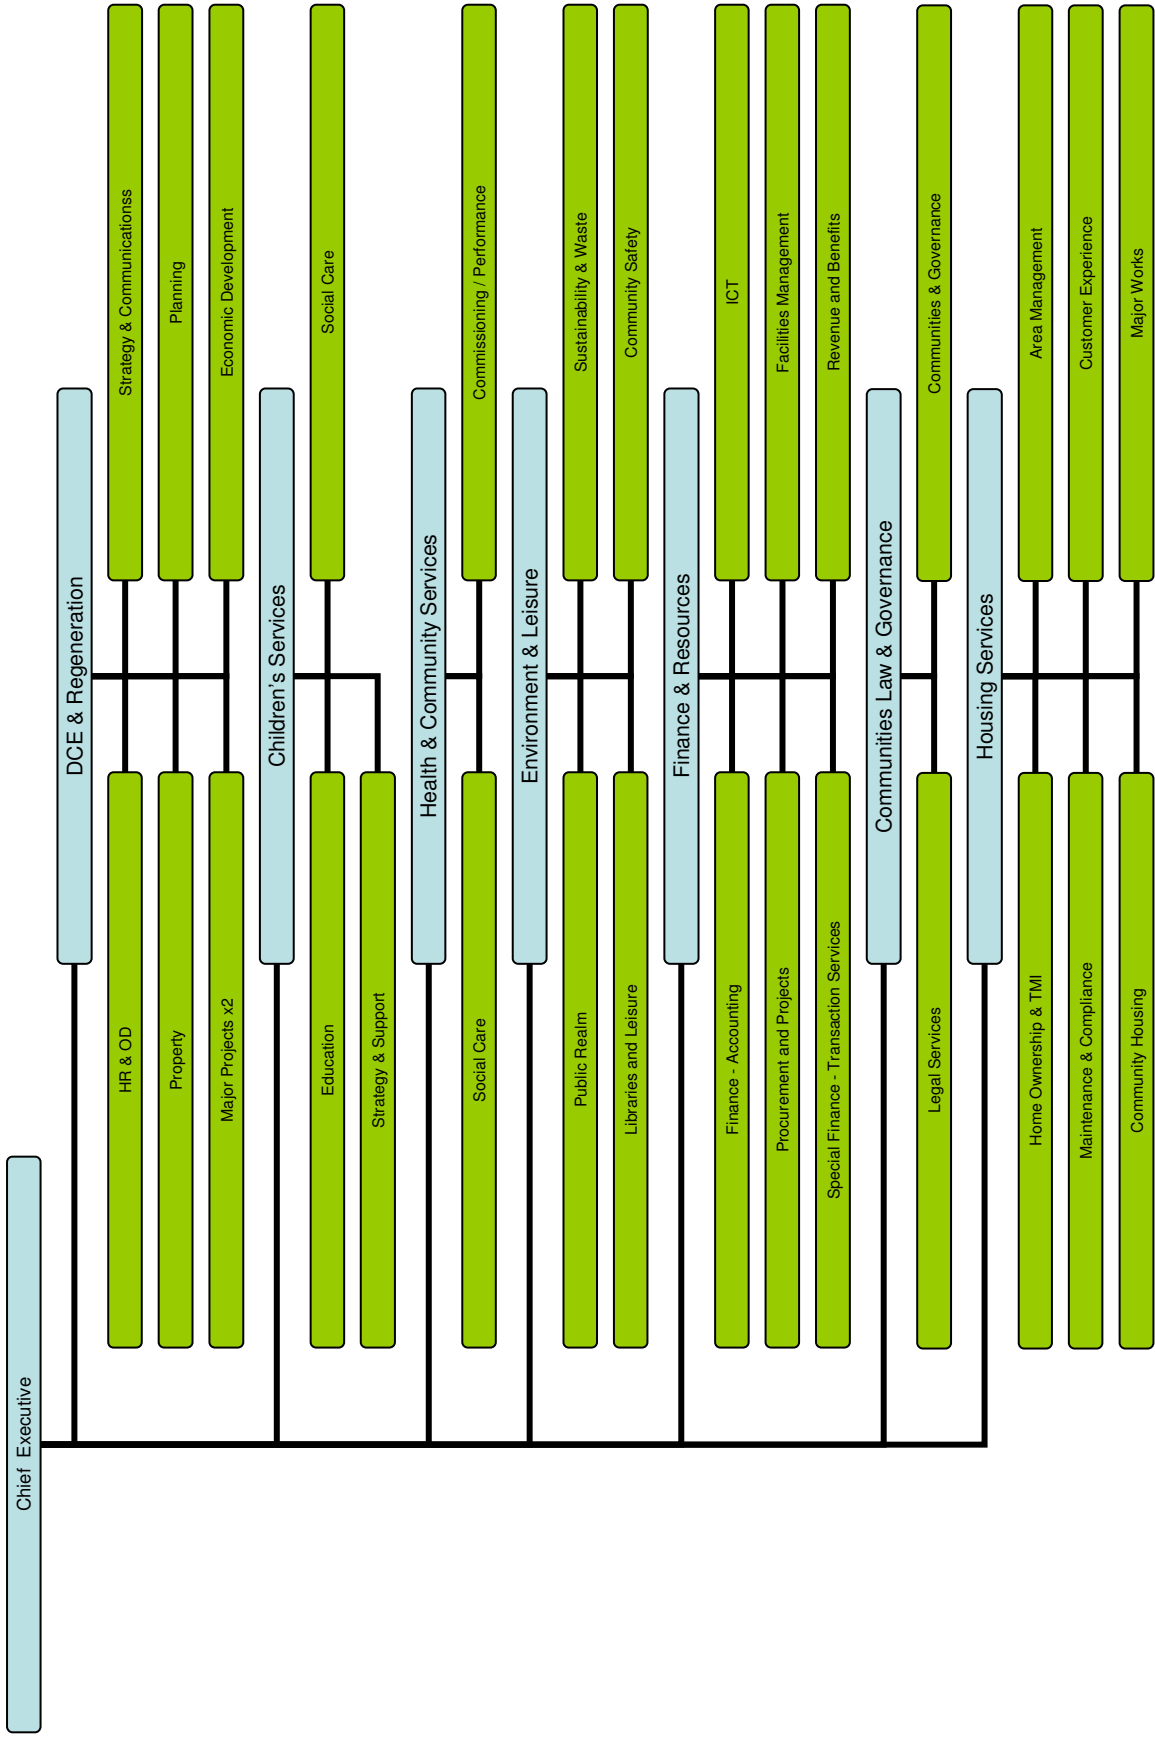 Chief Executive
DCE & Regeneration
HR & OD
Strategy & Communicationss
Property
Planning
Major Projects x2
Economic Development
Children's Services
Education
Social Care
Strategy & Support
Health & Community Services
Social Care
Commissioning / Performance
Environment & Leisure
Public Realm
Sustainability & Waste
Libraries and Leisure
Community Safety
Finance & Resources
Finance - Accounting
ICT
Procurement and Projects
Facilities Management
Special Finance - Transaction Services
Revenue and Benefits
Communities Law & Governance
Legal Services
Communities & Governance
Housing Services
Home Ownership & TMI
Area Management
Maintenance & Compliance
Customer Experience
Community Housing
Major Works